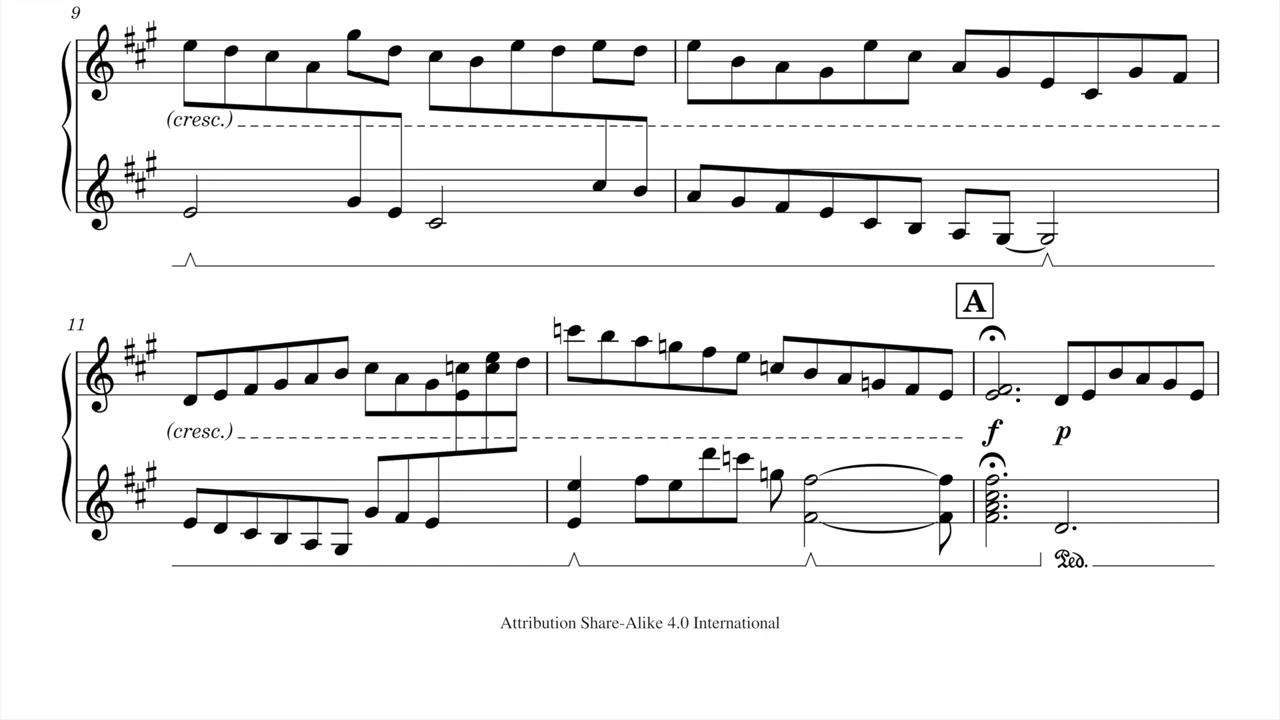 9
(cresc.)
A
11
(cresc.)
f p
Ped.
Attribution Share-Alike 4.0 International